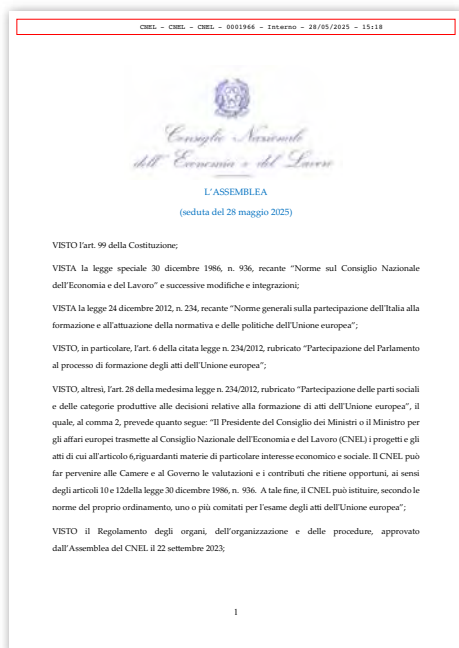 CNEL - CNEL - CNEL - 0001966 - Interno - 28/05/2025 - 15:18
Consiglio Nazionale
dell'Economia e del Lavoro
L'ASSEMBLEA
(seduta del 28 maggio 2025)
VISTO l'art. 99 della Costituzione;
VISTA la legge speciale 30 dicembre 1986, n. 936, recante "Norme sul Consiglio Nazionale
dell'Economia e del Lavoro" e successive modifiche e integrazioni;
VISTA la legge 24 dicembre 2012, n. 234, recante "Norme generali sulla partecipazione dell'Italia alla
formazione e all'attuazione della normativa e delle politiche dell'Unione europea";
VISTO, in particolare, l'art. 6 della citata legge n. 234/2012, rubricato "Partecipazione del Parlamento
al processo di formazione degli atti dell'Unione europea";
VISTO, altresì, l'art. 28 della medesima legge n. 234/2012, rubricato "Partecipazione delle parti sociali
e delle categorie produttive alle decisioni relative alla formazione di atti dell'Unione europea", il
quale, al comma 2, prevede quanto segue: "Il Presidente del Consiglio dei Ministri o il Ministro per
gli affari europei trasmette al Consiglio Nazionale dell'Economia e del Lavoro (CNEL) i progetti e gli
atti di cui all'articolo 6,riguardanti materie di particolare interesse economico e sociale. Il CNEL può
far pervenire alle Camere e al Governo le valutazioni e i contributi che ritiene opportuni, ai sensi
degli articoli 10 e 12della legge 30 dicembre 1986, n. 936. A tale fine, il CNEL può istituire, secondo le
norme del proprio ordinamento, uno o più comitati per l'esame degli atti dell'Unione europea";
VISTO il Regolamento degli organi, dell'organizzazione e delle procedure, approvato
dall'Assemblea del CNEL il 22 settembre 2023;
1